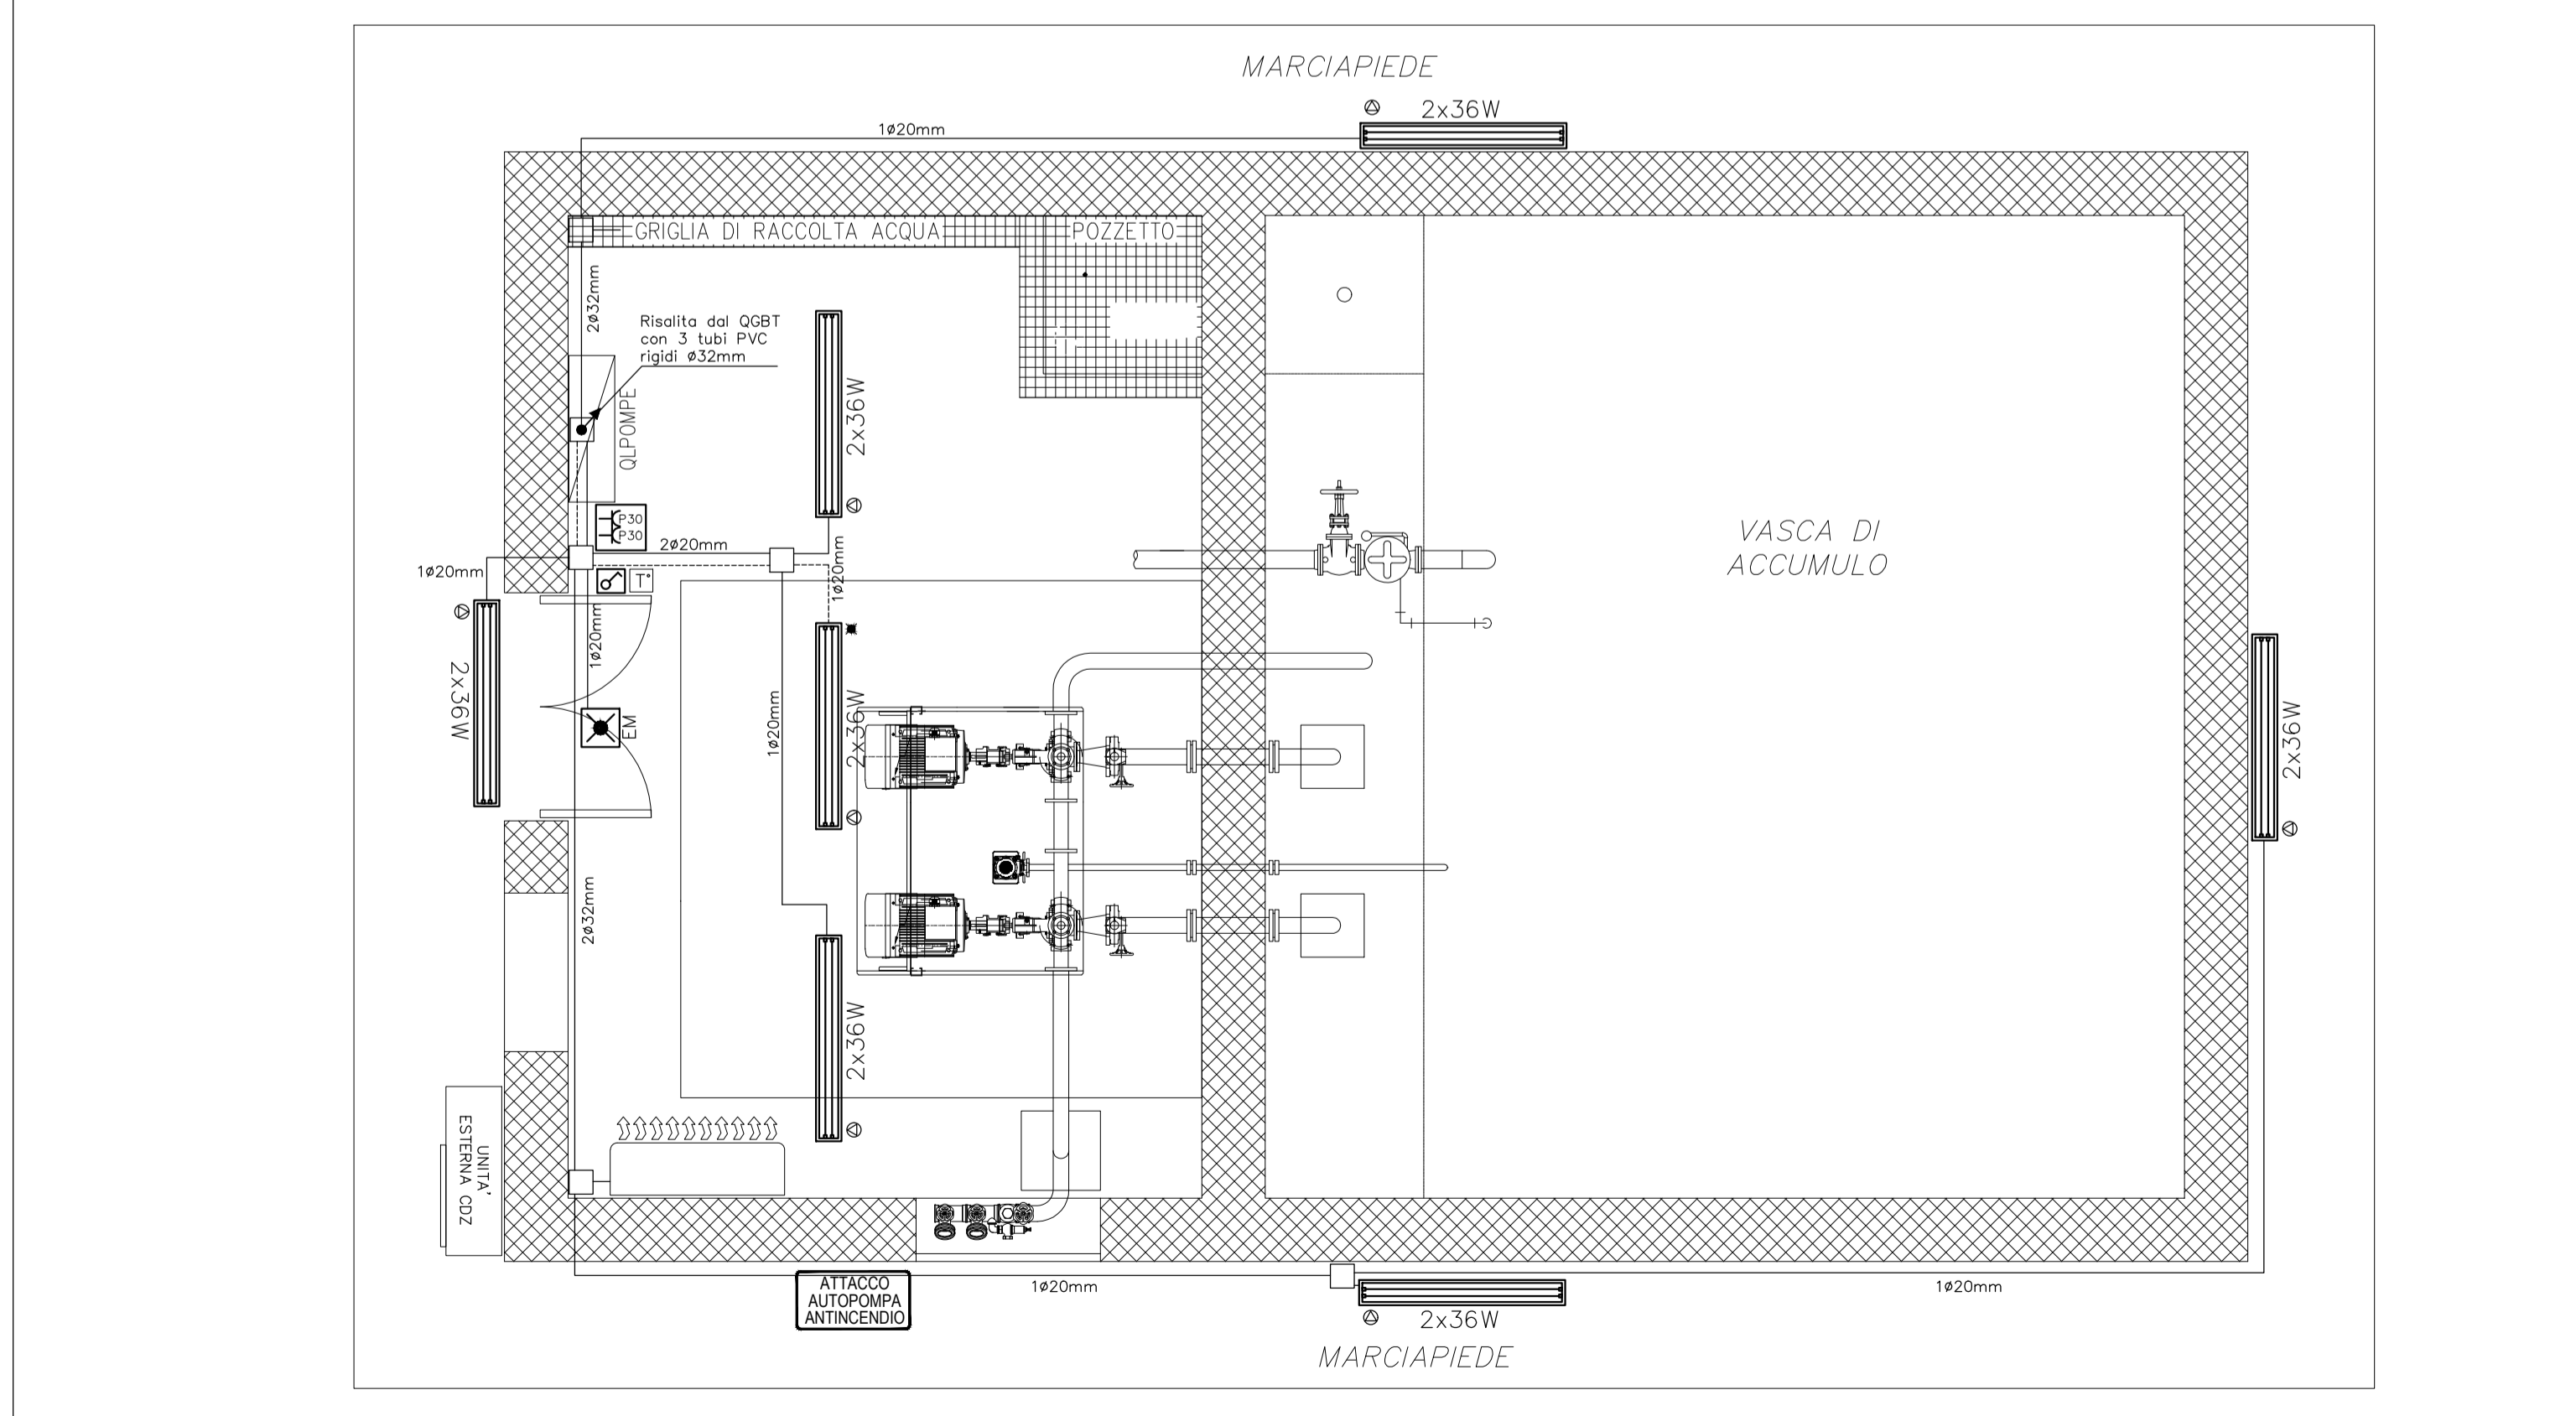 MARCIAPIEDE
2x36W
1ø20mm
GRIGLIA DI RACCOLTA ACQUA
POZZETTO
2ø32mm
Risalita dal QGBT
con 3 tubi PVC
rigidi ø32mm
QLPOMPE
2x36W
P30
P30
2ø20mm
1ø20mm
1ø20mm
T°
1ø20mm
VASCA DI
ACCUMULO
2x36W
EM
1ø20mm
2x36W
2x36W
2ø32mm
2x36W
UNITA'
ESTERNA CDZ
ATTACCO
AUTOPOMPA
ANTINCENDIO
1ø20mm
1ø20mm
2x36W
MARCIAPIEDE